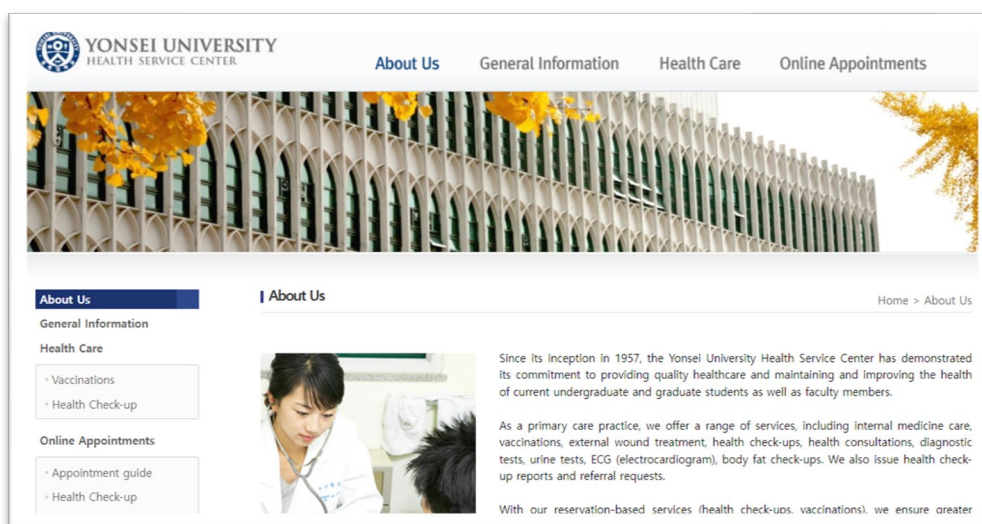 YONSEI UNIVERSITY
HEALTH SERVICE CENTER
About Us
General Information
Health Care
Online Appointments
About Us
General Information
Health Care
Vaccinations
Health Check-up
Online Appointments
Appointment guide
Health Check-up
About Us
Home > About Us
Since its inception in 1957, the Yonsei University Health Service Center has demonstrated
its commitment to providing quality healthcare and maintaining and improving the health
of current undergraduate and graduate students as well as faculty members.
As a primary care practice, we offer a range of services, including internal medicine care,
vaccinations, external wound treatment, health check-ups, health consultations, diagnostic
tests, urine tests, ECG (electrocardiogram), body fat check-ups. We also issue health check-
up reports and referral requests.
With our reservation-based services (health check-ups, vaccinations), we ensure greater